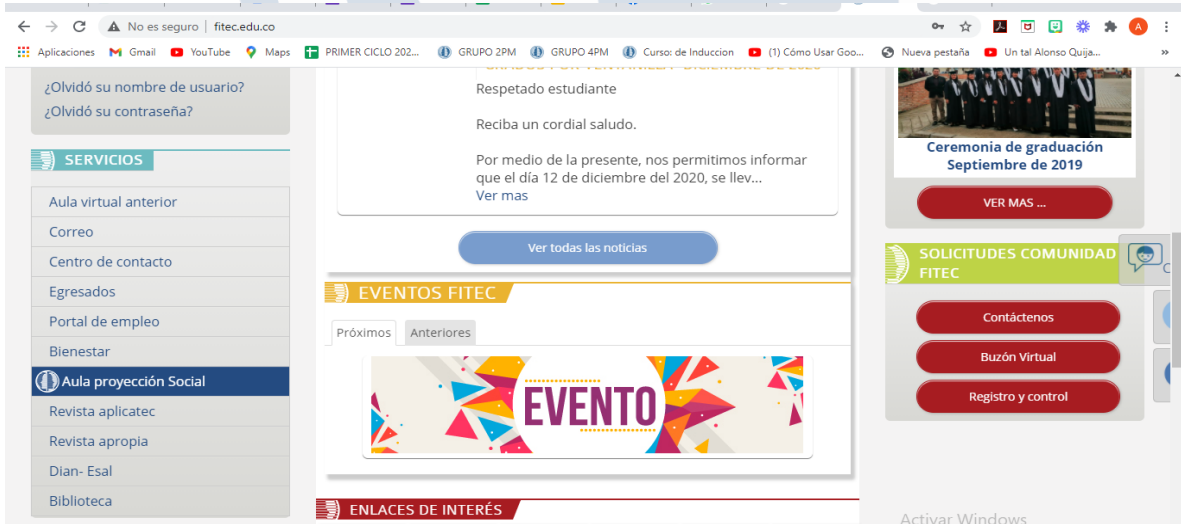 No es seguro | fitec.edu.co
A
Aplicaciones
Gmail
YouTube
Maps
PRIMER CICLO 202...
GRUPO 2PM
GRUPO 4PM
Curso: de Induccion
(1) Cómo Usar Goo...
Nueva pestaña
Un tal Alonso Quija...
»
¿Olvidó su nombre de usuario?
¿Olvidó su contraseña?
SERVICIOS
Aula virtual anterior
Correo
Centro de contacto
Egresados
Portal de empleo
Bienestar
Aula proyección Social
Revista aplicatec
Revista apropia
Dian- Esal
Biblioteca
GRADOS POR VENTANILLA DICIEMBRE DE 2020
Respetado estudiante
Reciba un cordial saludo.
Por medio de la presente, nos permitimos informar
que el día 12 de diciembre del 2020, se llev...
Ver mas
Ver todas las noticias
EVENTOS FITEC
Próximos
Anteriores
EVENTO
ENLACES DE INTERÉS
Ceremonia de graduación
Septiembre de 2019
VER MAS ...
SOLICITUDES COMUNIDAD
FITEC
C
Contáctenos
Buzón Virtual
Registro y control
Activar Windows